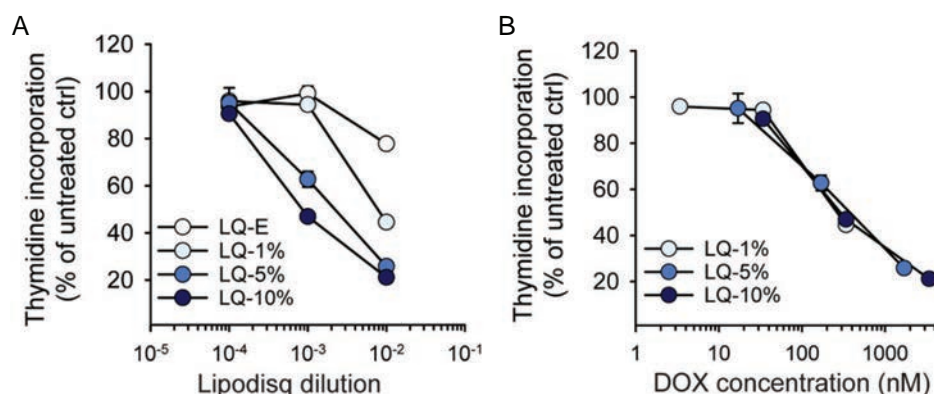 A
Thymidine incorporation
(% of untreated ctrl)
120
100
80
60
40
20
LQ-E
LQ-1%
LQ-5%
LQ-10%
10-5
10-4
10-3
10-2
10-1
Lipodisq dilution
B
Thymidine incorporation
(% of untreated ctrl)
120
100
80
60
40
20
LQ-1%
LQ-5%
LQ-10%
1
10
100
1000
DOX concentration (nM)